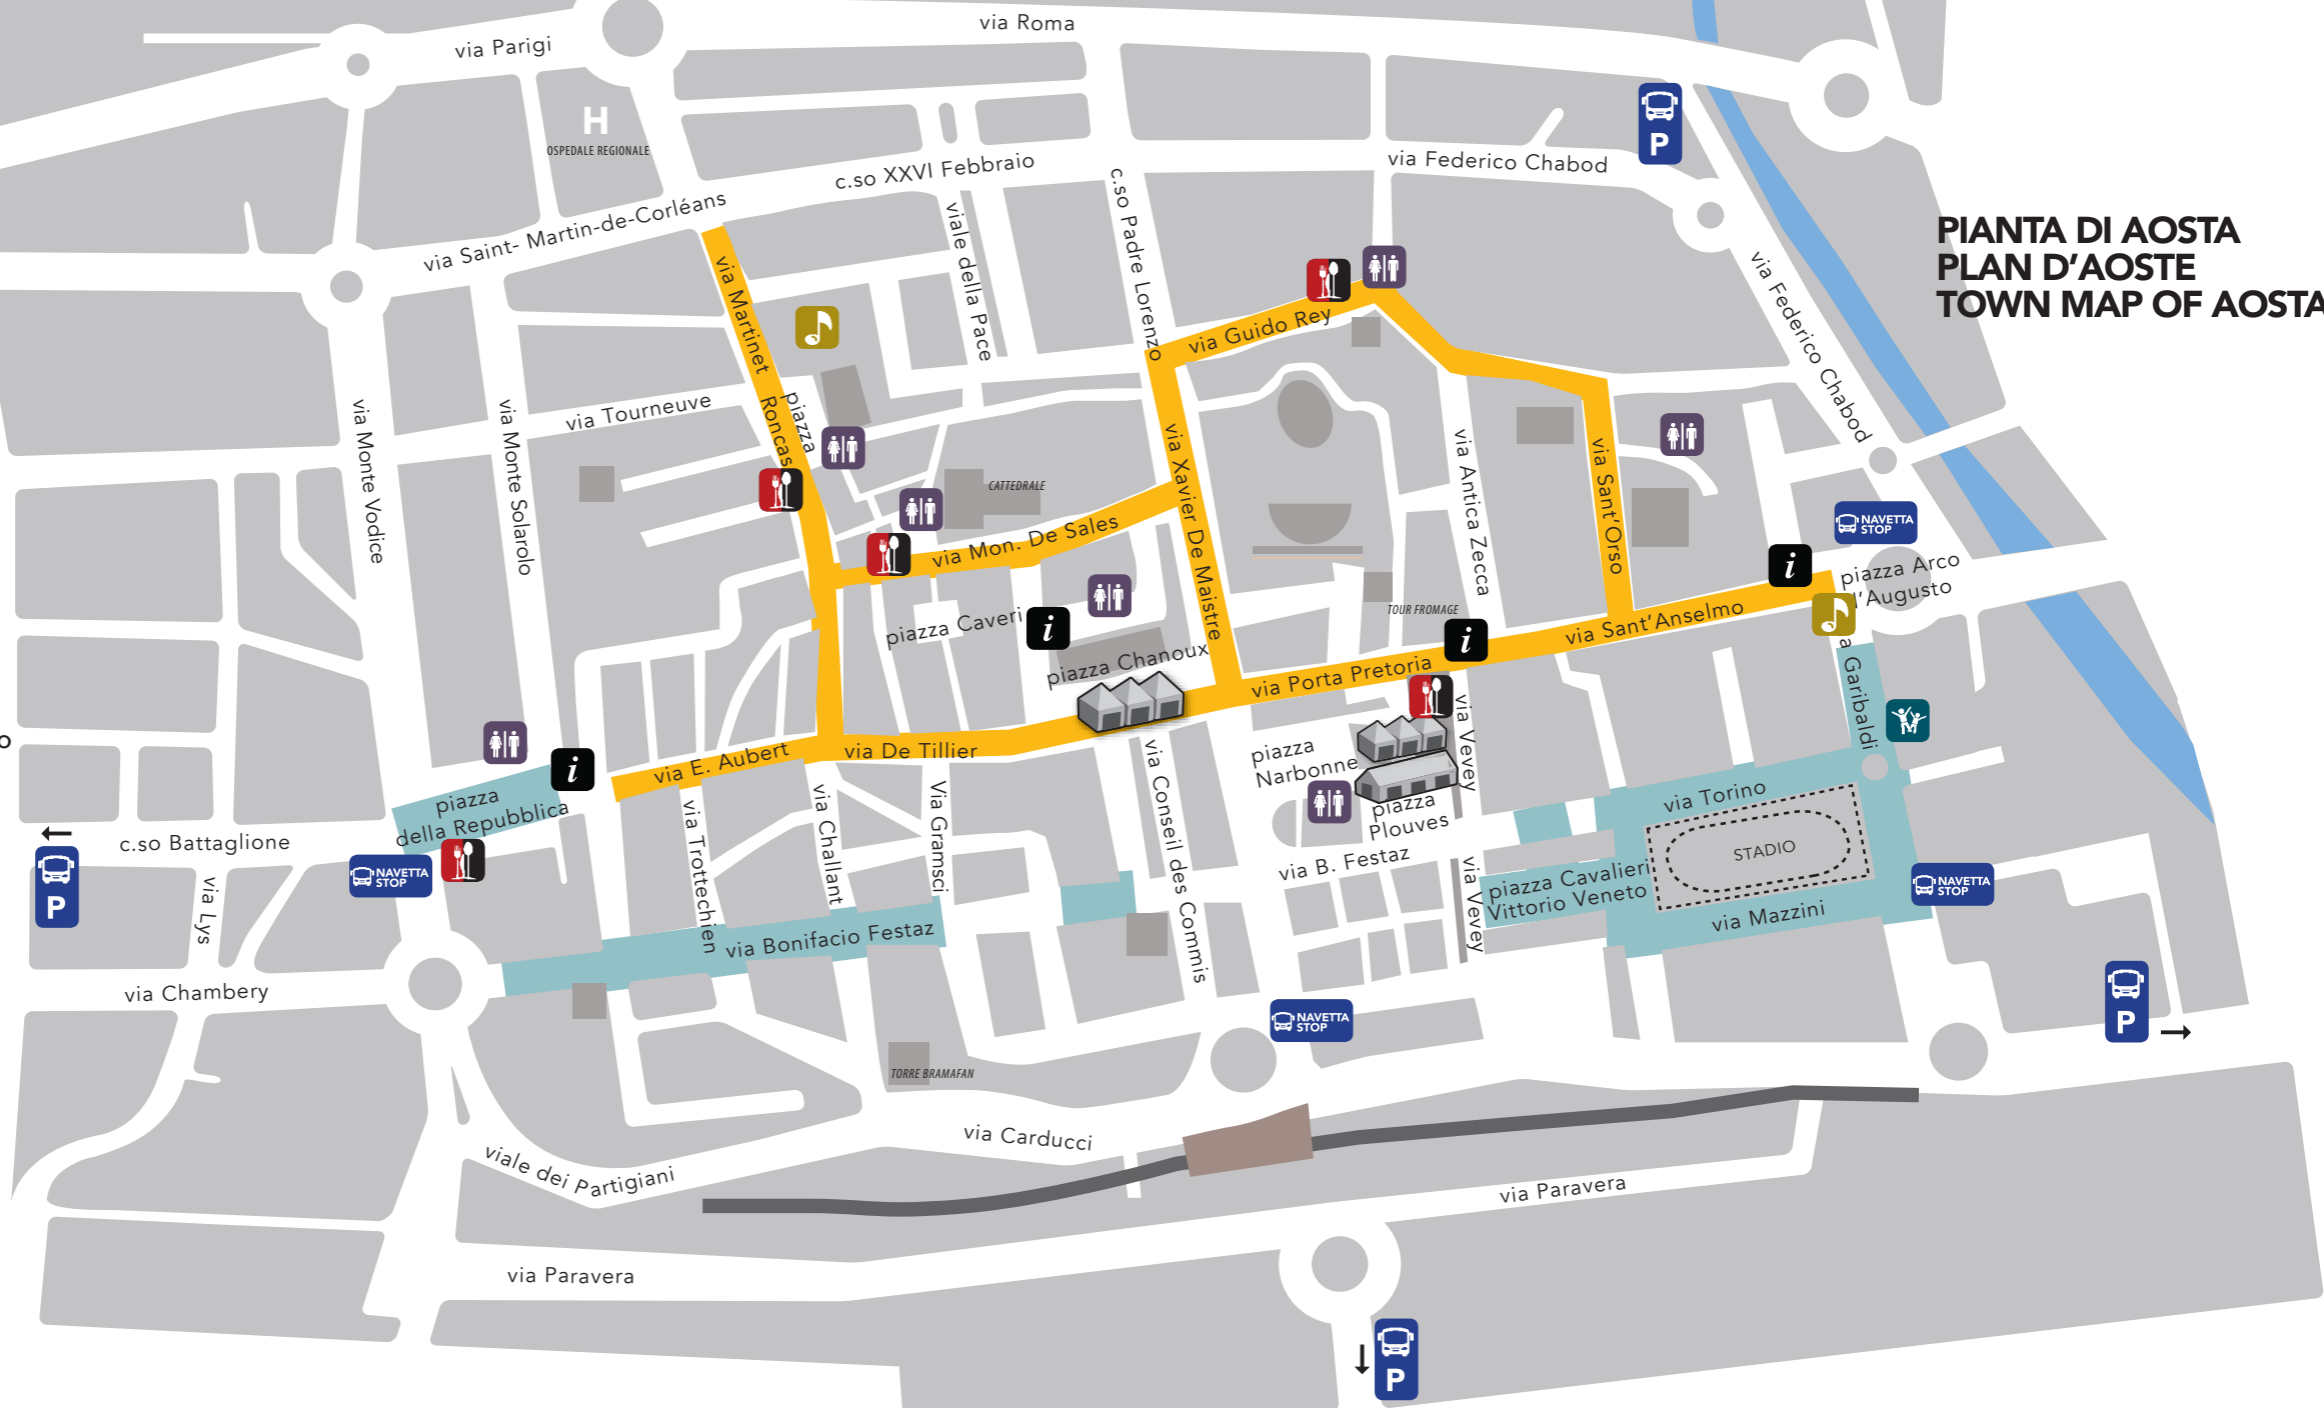 via Roma
via Parigi
H
OSPEDALE REGIONALE
P
via Federico Chabod
c.so XXVI Febbraio
via Saint- Martin-de-Corléans
PIANTA DI AOSTA
PLAN D'AOSTE
TOWN MAP OF AOSTA
via Martinet
viale della Pace
c.so Padre Lorenzo
via Federico Chabod
via Guido Rey
via Monte Vodice
via Monte Solarolo
via Tourneuve
piazza
Roncas
via Xavier De Maistre
via Antica Zecca
via Sant'Orso
CATTEDRALE
via Mon. De Sales
NAVETTA
STOP
i
piazza Arco
d'Augusto
piazza Caveri
i
TOUR FROMAGE
i
via Sant'Anselmo
piazza Chanoux
via Porta Pretoria
a Garibaldi
o
i
via E. Aubert
via De Tillier
piazza
Narbonne
via Vevey
piazza
della Repubblica
piazza
Plouves
via Torino
c.so Battaglione
via Trottechien
via Challant
Via Gramsci
via Conseil des Commis
via B. Festaz
STADIO
P
NAVETTA
STOP
via Lys
via Vevey
piazza Cavalieri
Vittorio Veneto
NAVETTA
STOP
via Mazzini
via Bonifacio Festaz
via Chambery
NAVETTA
STOP
P
TORRE BRAMAFAN
via Carducci
viale dei Partigiani
via Paravera
via Paravera
P